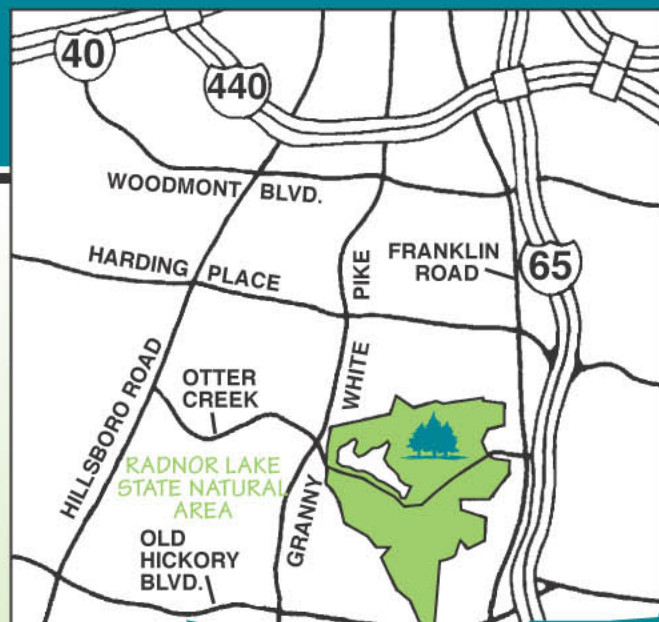 40
440
WOODMONT BLVD.
HARDING PLACE
PIKE
FRANKLIN
ROAD
65
WHITE
HILLSBORO ROAD
OTTER
CREEK
RADNOR LAKE
STATE NATURAL
AREA
GRANNY
OLD
HICKORY
BLVD.